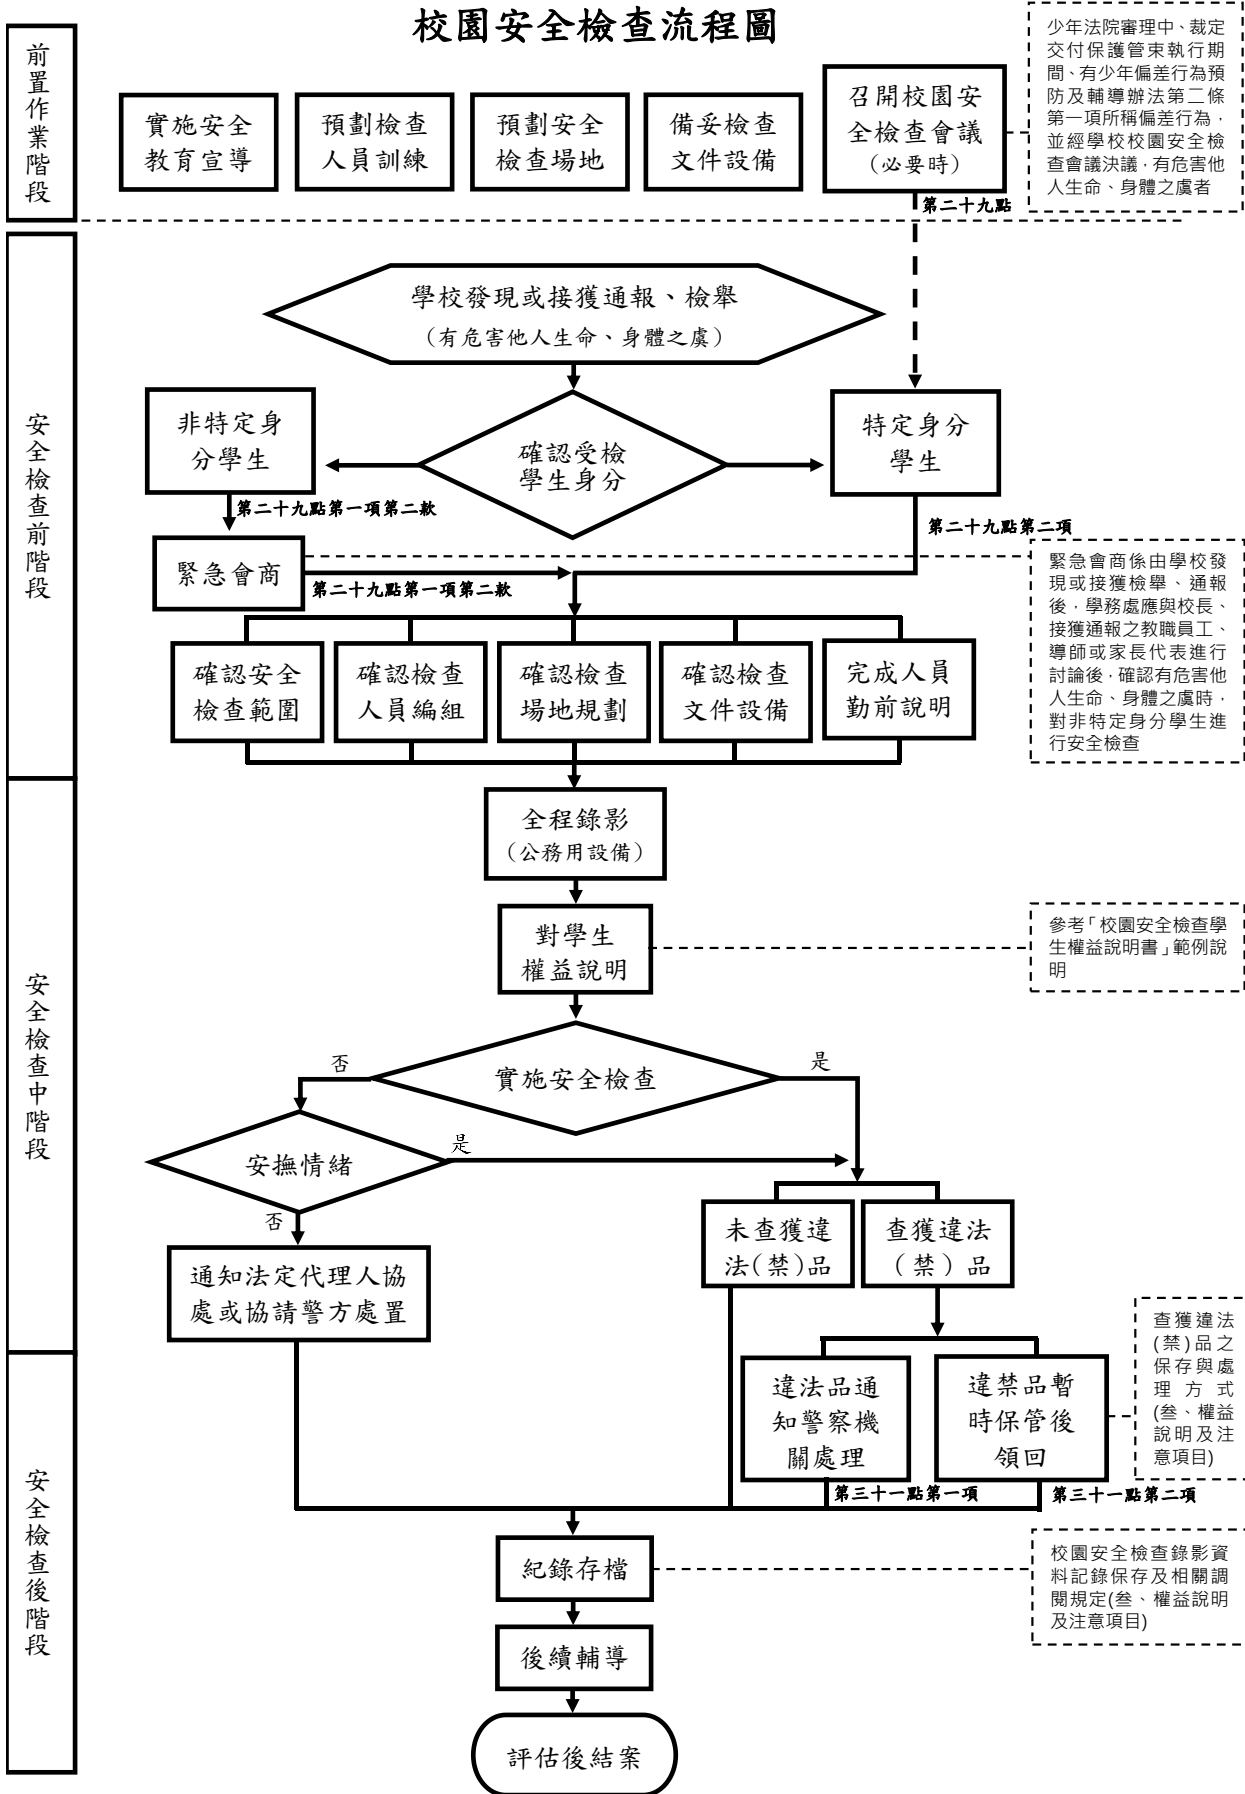 校園安全檢查流程圖
前置作業階段
實施安全
教育宣導
預劃檢查
人員訓練
預劃安全
檢查場地
備妥檢查
文件設備
召開校園安
全檢查會議
(必要時)
少年法院審理中、裁定
交付保護管束執行期
間、有少年偏差行為預
防及輔導辦法第二條
第一項所稱偏差行為，
並經學校校園安全檢
查會議決議，有危害他
人生命、身體之虞者
第二十九點
安全檢查前階段
學校發現或接獲通報、檢舉
(有危害他人生命、身體之虞)
非特定身
分學生
確認受檢
學生身分
特定身分
學生
第二十九點第一項第二款
第二十九點第二項
緊急會商
第二十九點第一項第二款
緊急會商係由學校發
現或接獲檢舉、通報
後，學務處應與校長、
接獲通報之教職員工、
導師或家長代表進行
討論後，確認有危害他
人生命、身體之虞時，
對非特定身分學生進
行安全檢查
確認安全
檢查範圍
確認檢查
人員編組
確認檢查
場地規劃
確認檢查
文件設備
完成人員
勤前說明
安全檢查中階段
全程錄影
(公務用設備)
對學生
權益說明
參考「校園安全檢查學
生權益說明書」範例說
明
實施安全檢查
否
是
安撫情緒
是
否
未查獲違
法(禁)品
查獲違法
(禁)品
通知法定代理人協
處或協請警方處置
查獲違法
(禁)品之
保存與處
理方式
(叁、權益
說明及注
意項目)
安全檢查後階段
違法品通
知警察機
關處理
違禁品暫
時保管後
領回
第三十一點第一項
第三十一點第二項
紀錄存檔
校園安全檢查錄影資
料記錄保存及相關調
閱規定(叁、權益說明
及注意項目)
後續輔導
評估後結案